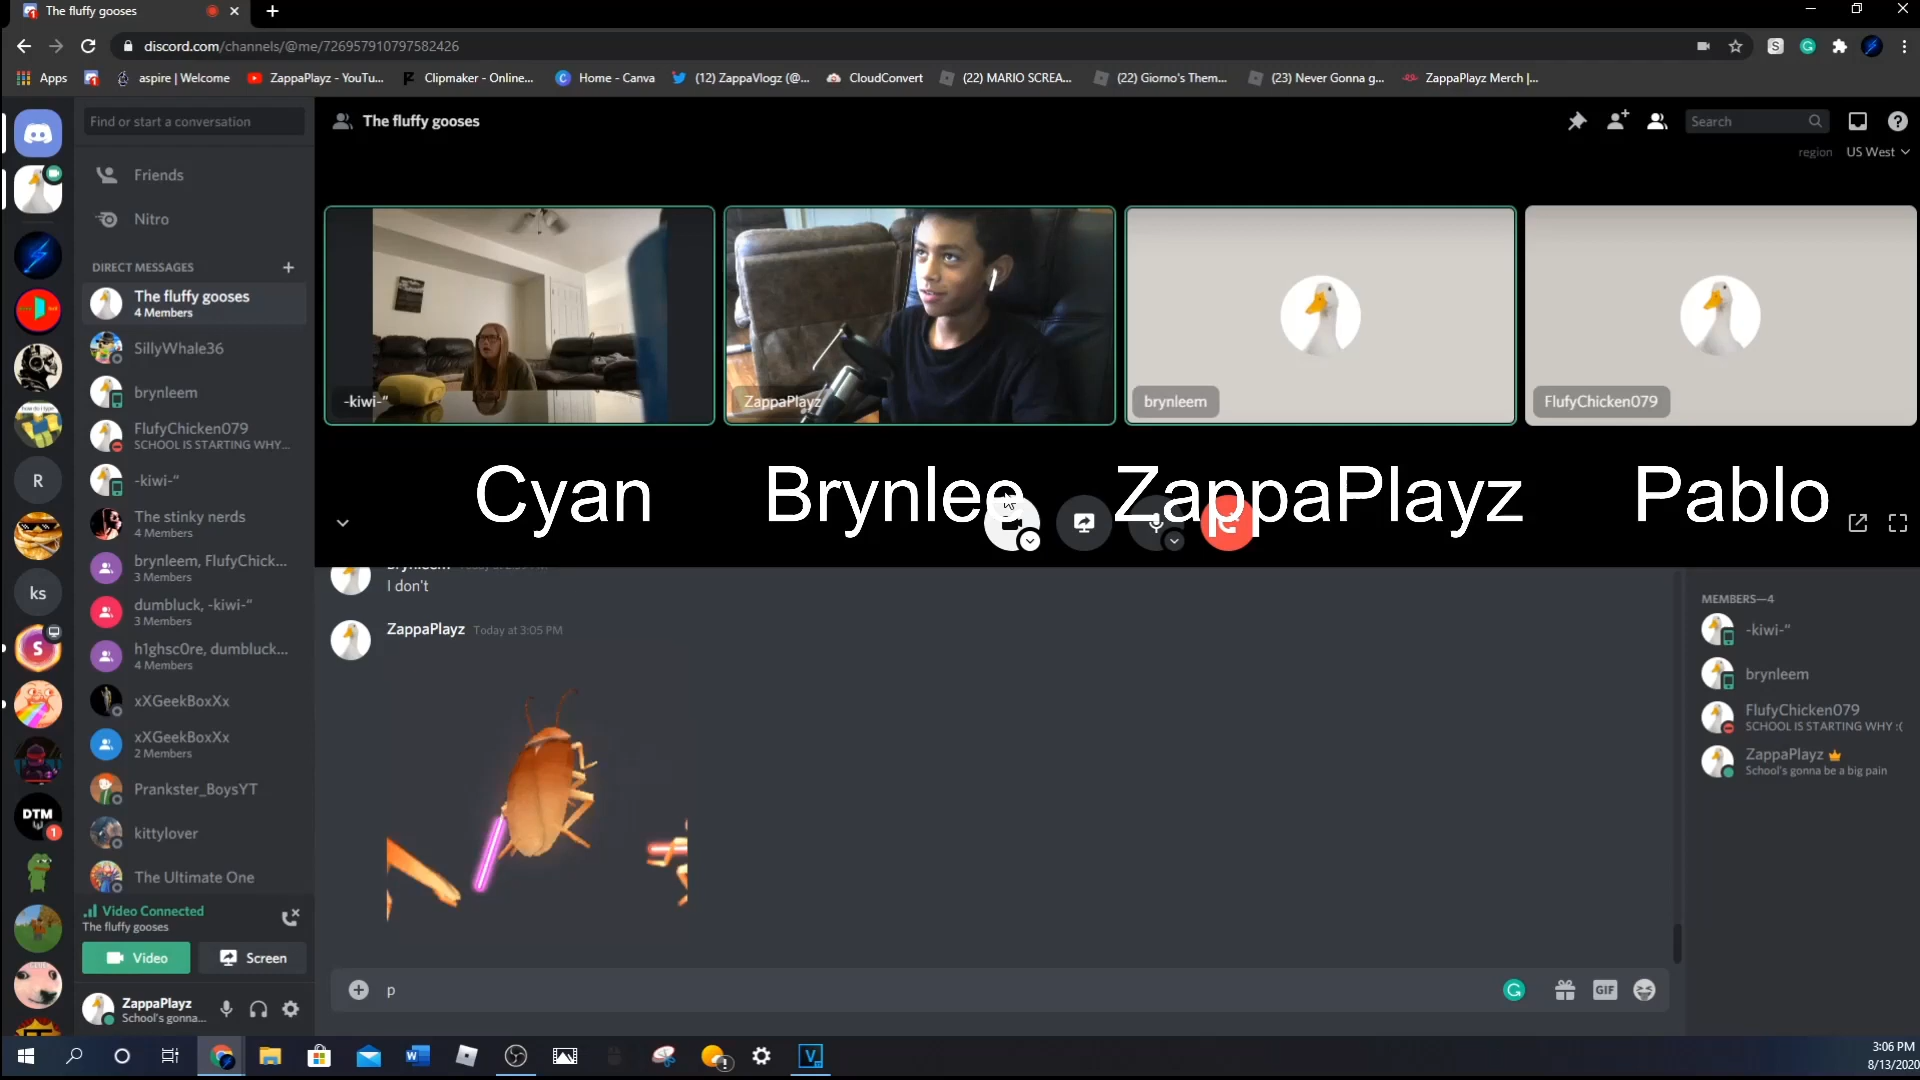 The fluffy gooses
discord.com/channels/@me/726957910797582426
Apps
aspire | Welcome
ZappaPlayz - YouTu...
Clipmaker - Online...
Home - Canva
(12) ZappaVlogz (@...
CloudConvert
(22) MARIO SCREA...
(22) Giorno's Them...
(23) Never Gonna g...
ZappaPlayz Merch |...
Find or start a conversation
The fluffy gooses
Search
region US West
Friends
Nitro
DIRECT MESSAGES
The fluffy gooses
4 Members
SillyWhale36
brynleem
FlufyChicken079
SCHOOL IS STARTING WHY...
-kiwi-“
The stinky nerds
4 Members
brynleem, FlufyChick...
3 Members
dumbluck, -kiwi-“
3 Members
h1ghsc0re, dumbluck...
4 Members
xXGeekBoxXx
xXGeekBoxXx
2 Members
Prankster_BoysYT
kittylover
The Ultimate One
R
ks
S
DTM
1
Video Connected
The fluffy gooses
Video
Screen
ZappaPlayz
School's gonna...
-kiwi-“
ZappaPlayz
brynleem
FlufyChicken079
Cyan Brynlee ZappaPlayz Pablo
I don't
ZappaPlayz Today at 3:05 PM
p
GIF
MEMBERS—4
-kiwi-“
brynleem
FlufyChicken079
SCHOOL IS STARTING WHY :(
ZappaPlayz
School's gonna be a big pain
3:06 PM
8/13/2020